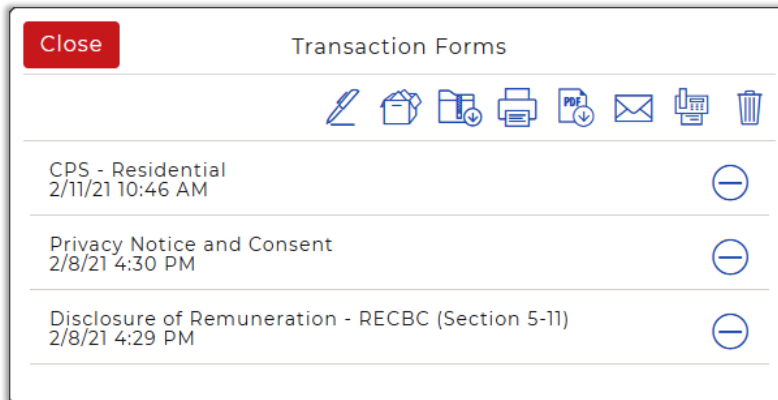 Close
Transaction Forms
PDF
CPS - Residential
2/11/21 10:46 AM
Privacy Notice and Consent
2/8/21 4:30 PM
Disclosure of Remuneration - RECBC (Section 5-11)
2/8/21 4:29 PM